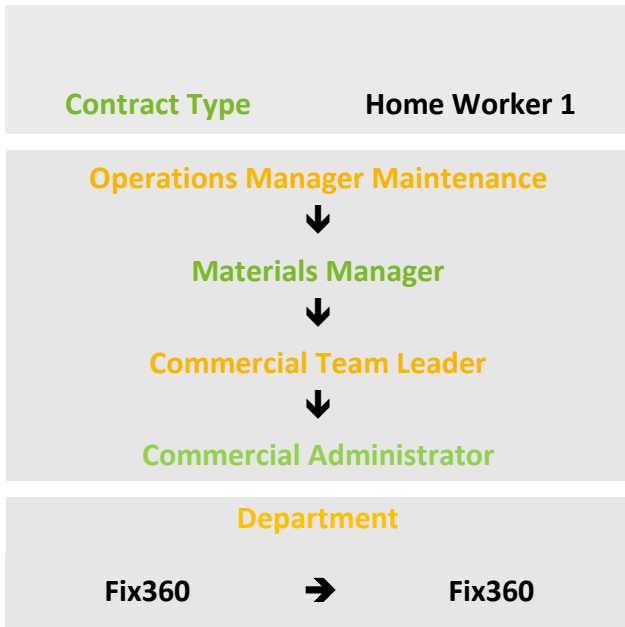 Contract Type Home Worker 1
Operations Manager Maintenance
🡫
Materials Manager
🡫
Commercial Team Leader
🡫
Commercial Administrator
Department
Fix360 🡺 Fix360